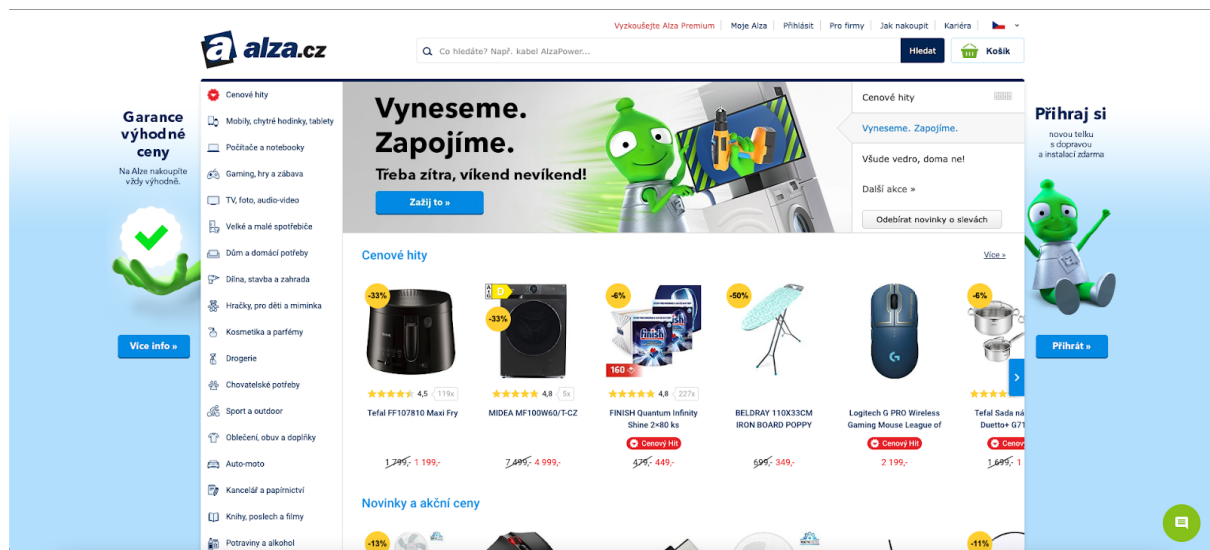 Vyzkoušejte Alza Premium
Moje Alza
Přihlásit
Pro firmy
Jak nakoupit
Kariéra
alza.cz
Co hledáte? Např. kabel AlzaPower...
Hledat
Košík
Garance
výhodné
ceny
Na Alze nakoupíte
vždy výhodně.
Více info »
Cenové hity
Mobily, chytré hodinky, tablety
Počítače a notebooky
Gaming, hry a zábava
TV, foto, audio-video
Velké a malé spotřebiče
Dům a domácí potřeby
Dílna, stavba a zahrada
Hračky, pro děti a miminka
Kosmetika a parfémy
Drogerie
Chovatelské potřeby
Sport a outdoor
Oblečení, obuv a doplňky
Auto-moto
Kancelář a papírnictví
Knihy, poslech a filmy
Potraviny a alkohol
Vyneseme.
Zapojíme.
Třeba zítra, víkend nevíkend!
Zažij to »
Cenové hity
Vyneseme. Zapojíme.
Všude vedro, doma ne!
Další akce »
Odebírat novinky o slevách
Přihraj si
novou telku
s dopravou
a instalací zdarma
Přihrát »
Cenové hity
Více »
-33%
4,5 119x
Tefal FF107810 Maxi Fry
1 799,- 1 199,-
A
G
D
-33%
4,8 5x
MIDEA MF100W60/T-CZ
7 499,- 4 999,-
-6%
finish
160
4,8 227x
FINISH Quantum Infinity
Shine 2×80 ks
Cenový Hit
479,- 449,-
-50%
BELDRAY 110X33CM
IRON BOARD POPPY
699,- 349,-
G
Logitech G PRO Wireless
Gaming Mouse League of
Cenový Hit
2 199,-
-6%
Tefal Sada ná
Duetto+ G71
Cenov
1 699,- 1
Novinky a akční ceny
-13%
-11%